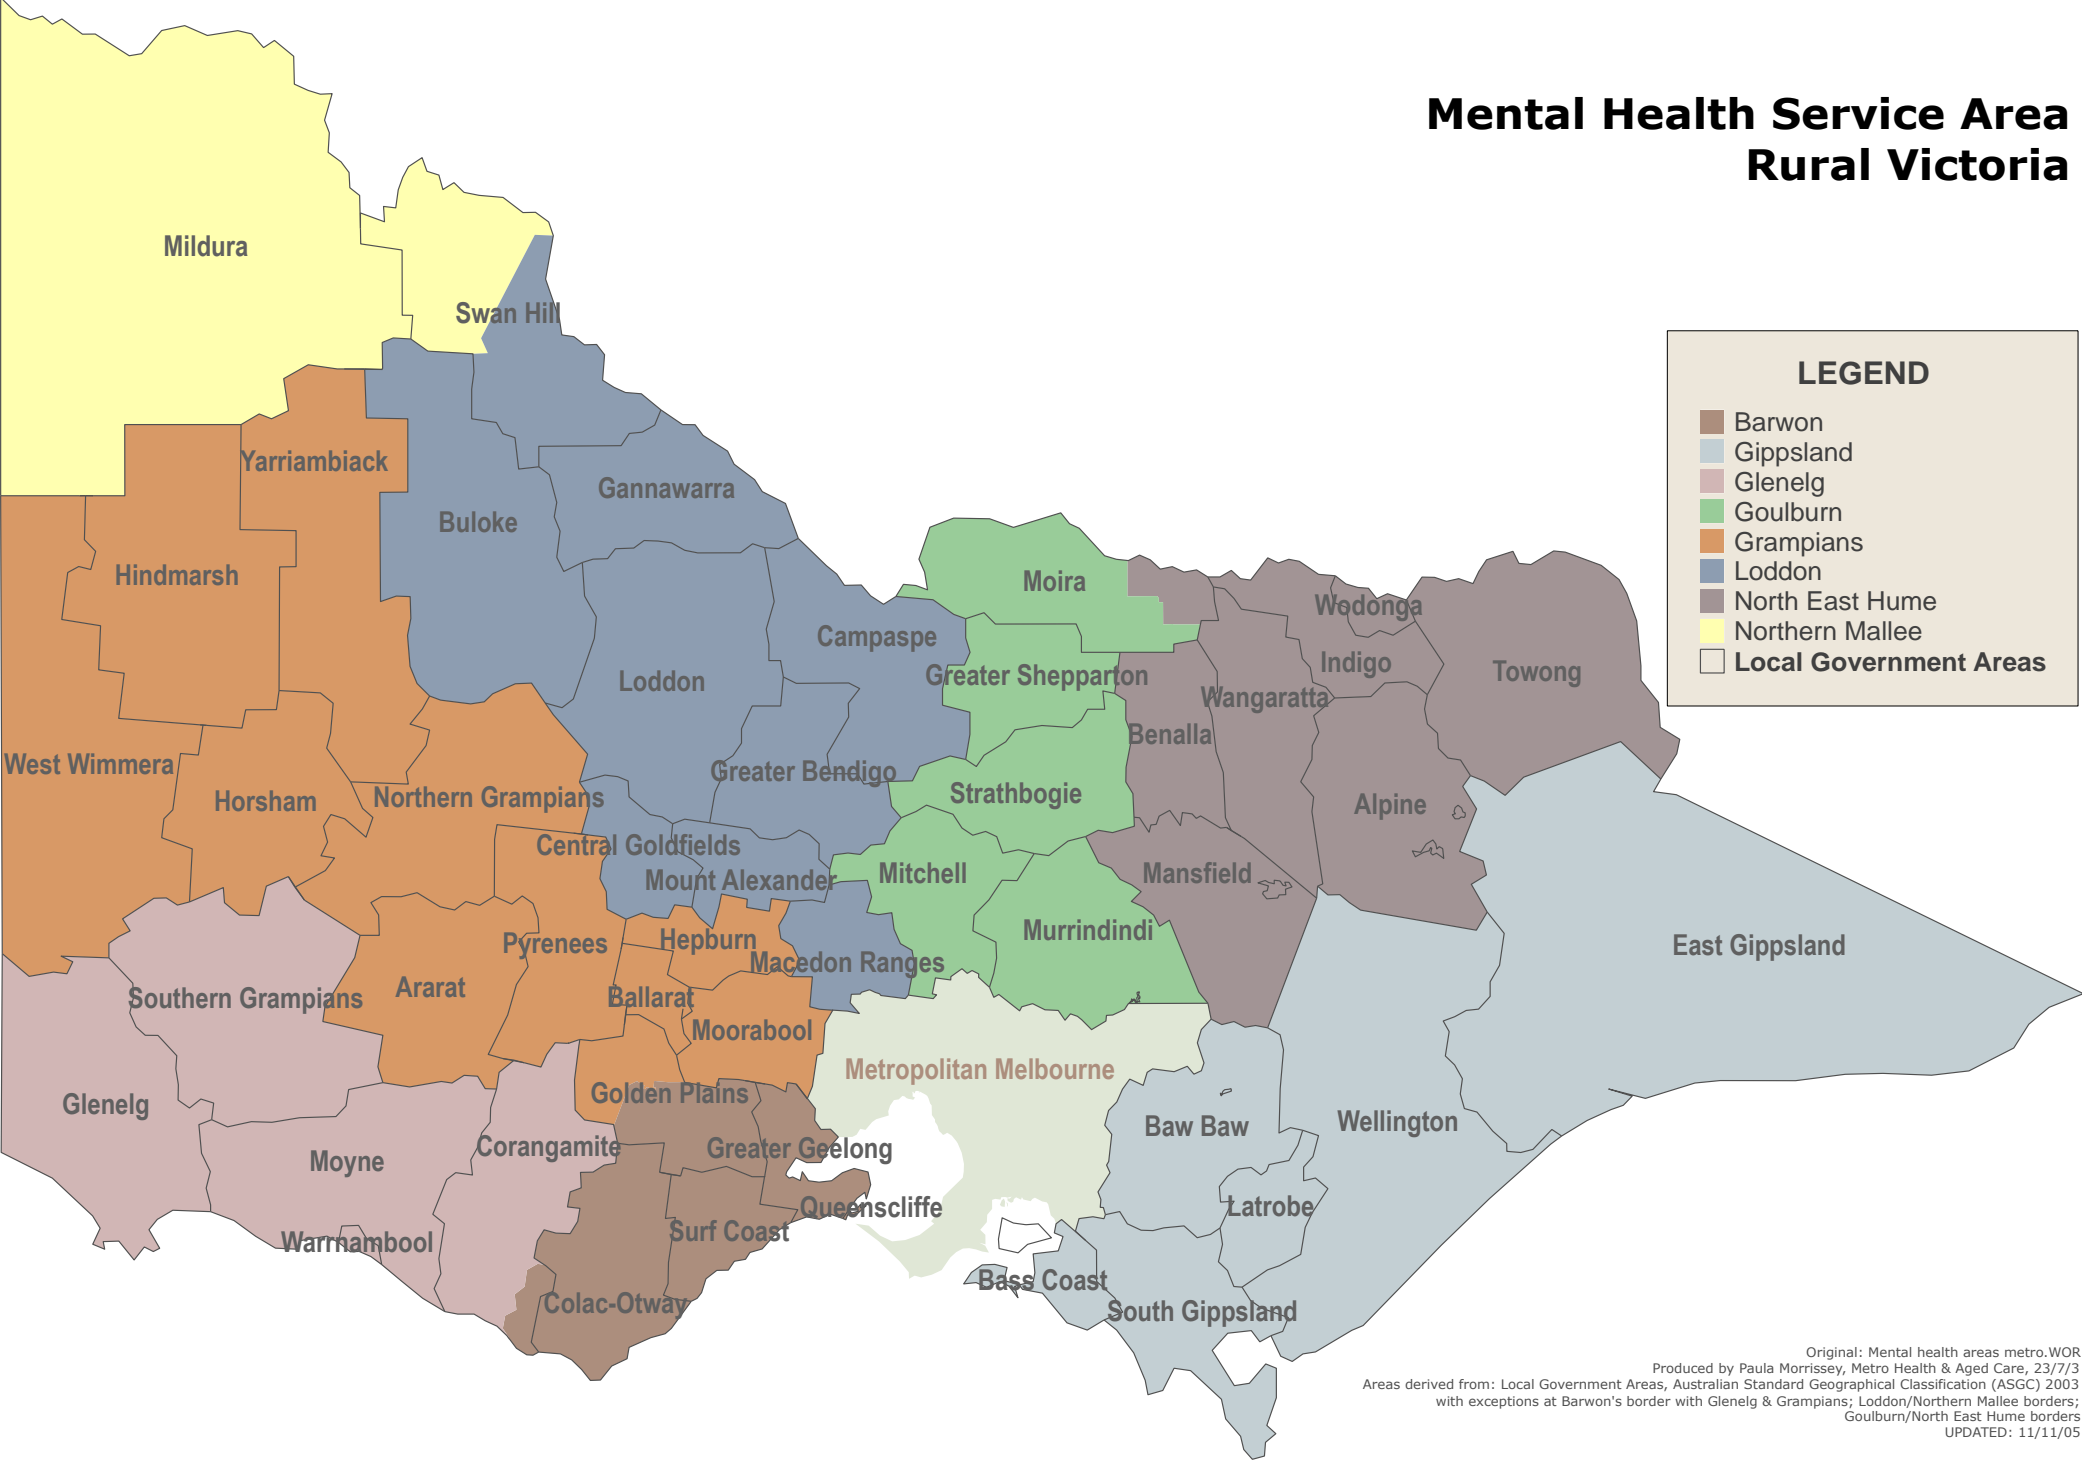 Mental Health Service Area
Rural Victoria
Mildura
Swan Hill
LEGEND
Barwon
Gippsland
Glenelg
Goulburn
Grampians
Loddon
North East Hume
Northern Mallee
Local Government Areas
Yarriambiack
Gannawarra
Buloke
Hindmarsh
Moira
Wodonga
Campaspe
Indigo
Towong
Greater Shepparton
Loddon
Wangaratta
Benalla
West Wimmera
Greater Bendigo
Strathbogie
Horsham
Northern Grampians
Alpine
Central Goldfields
Mount Alexander
Mitchell
Mansfield
Murrindindi
Hepburn
Pyrenees
East Gippsland
Macedon Ranges
Ararat
Ballarat
Southern Grampians
Moorabool
Metropolitan Melbourne
Golden Plains
Glenelg
Wellington
Baw Baw
Corangamite
Greater Geelong
Moyne
Queenscliffe
Latrobe
Surf Coast
Warrnambool
Bass Coast
Colac-Otway
South Gippsland
Original: Mental health areas metro.WOR
Produced by Paula Morrissey, Metro Health & Aged Care, 23/7/3
Areas derived from: Local Government Areas, Australian Standard Geographical Classification (ASGC) 2003
with exceptions at Barwon's border with Glenelg & Grampians; Loddon/Northern Mallee borders;
Goulburn/North East Hume borders
UPDATED: 11/11/05